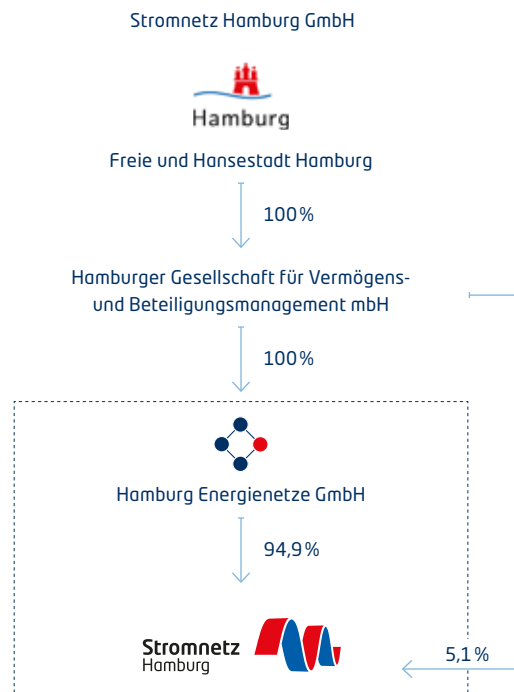 Stromnetz Hamburg GmbH
Hamburg
Freie und Hansestadt Hamburg
100 %
Hamburger Gesellschaft für Vermögens-
und Beteiligungsmanagement mbH
100 %
Hamburg Energienetze GmbH
94,9 %
Stromnetz
Hamburg
5,1 %